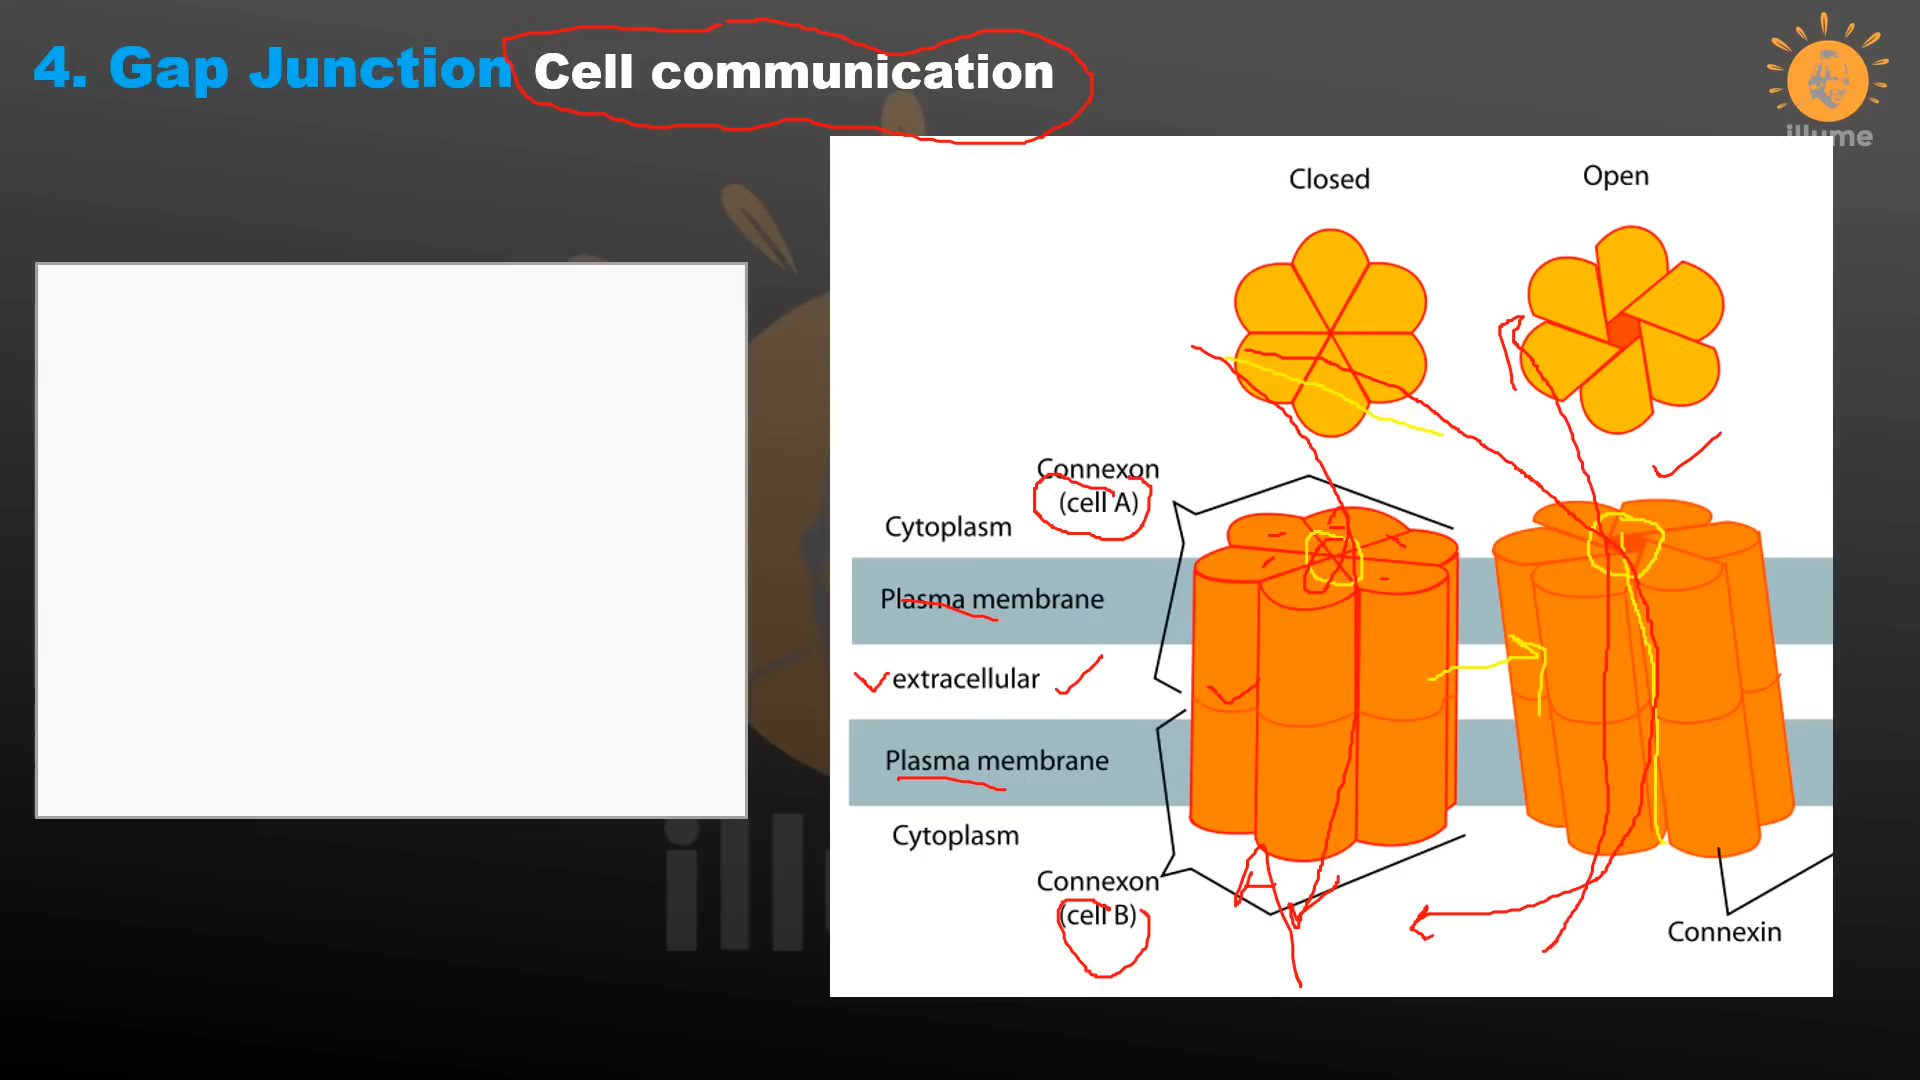 4. Gap Junction Cell communication
illume
Closed
Open
Connexon
(cell A)
Cytoplasm
Plasma membrane
extracellular
Plasma membrane
Cytoplasm
Connexon
(cell B)
Connexin